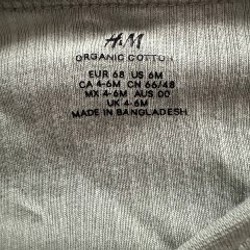 H&M
ORGANIC COTTON
EUR 68 US 6M
CA 4-6M CN 66/48
MX 4-6M AUS 00
UK 4-6M
MADE IN BANGLADESH